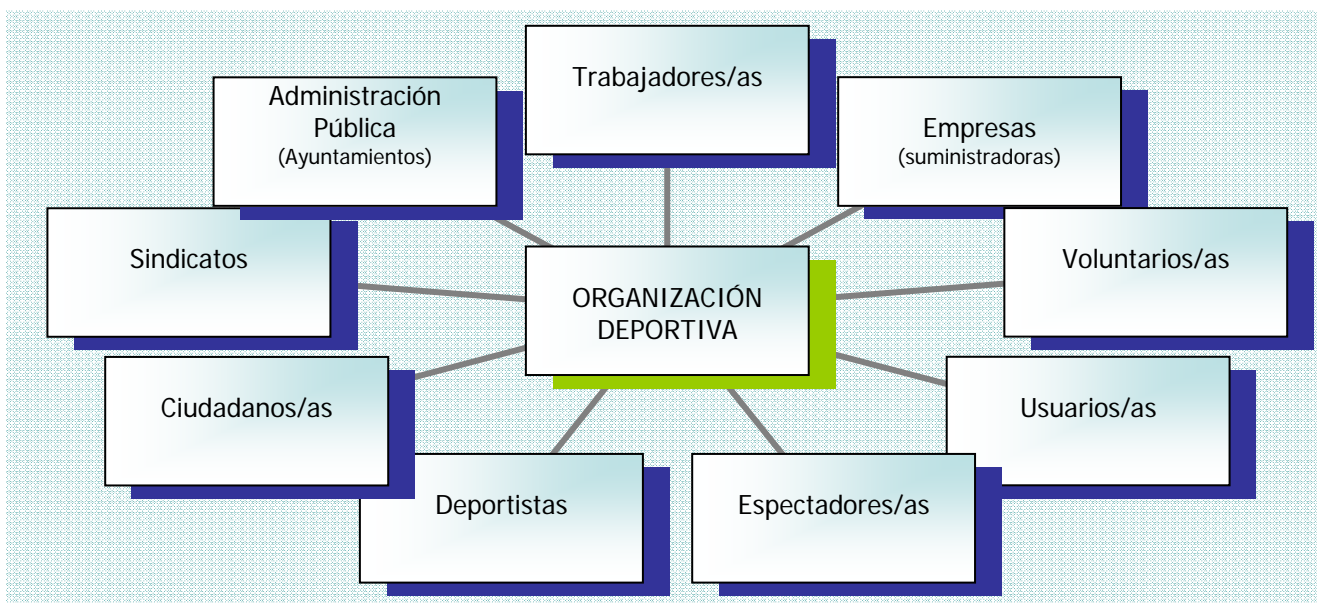 Trabajadores/as
Administración
Pública
(Ayuntamientos)
Empresas
(suministradoras)
Sindicatos
Voluntarios/as
ORGANIZACIÓN
DEPORTIVA
Ciudadanos/as
Usuarios/as
Deportistas
Espectadores/as